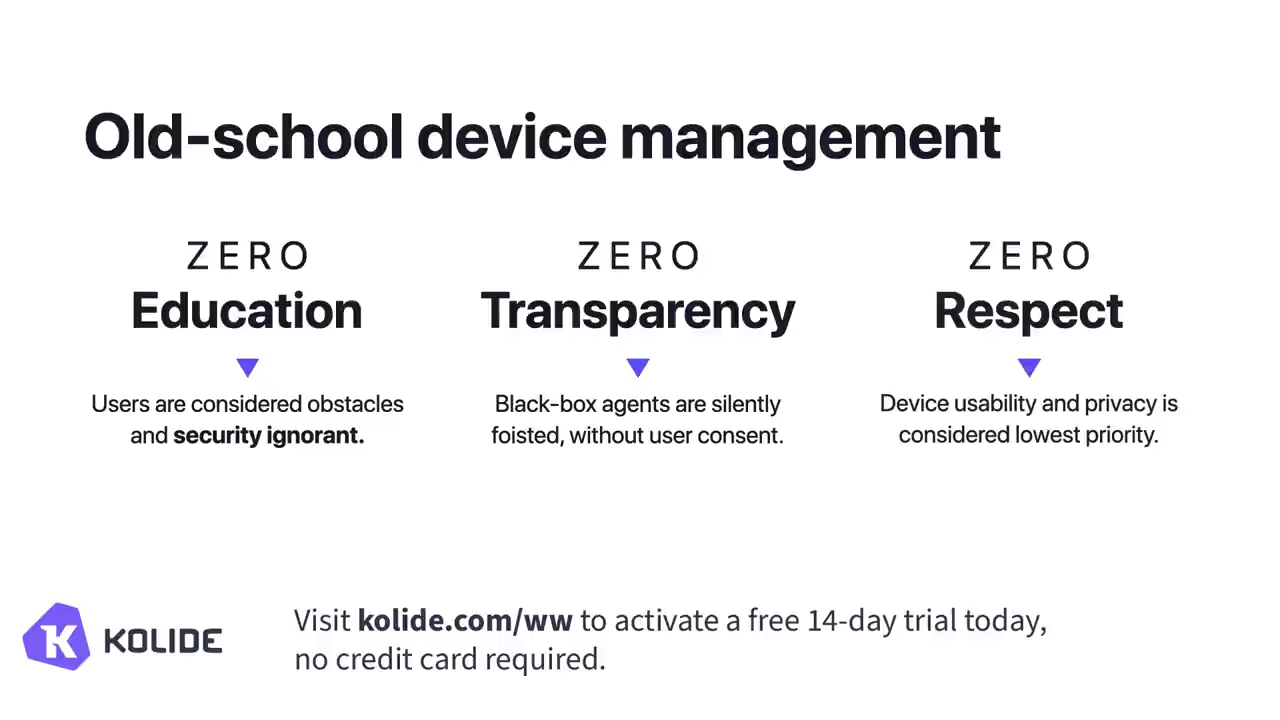 Old-school device management
ZERO
Education
Users are considered obstacles
and security ignorant.
ZERO
Transparency
Black-box agents are silently
foisted, without user consent.
ZERO
Respect
Device usability and privacy is
considered lowest priority.
K KOLIDE
Visit kolide.com/ww to activate a free 14-day trial today,
no credit card required.